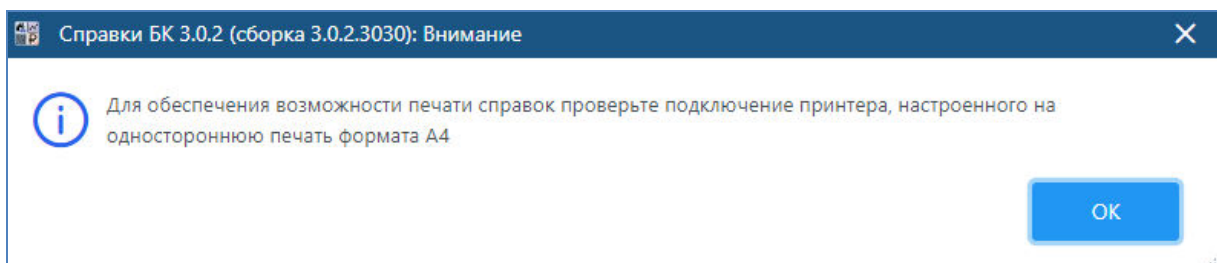 Справки БК 3.0.2 (сборка 3.0.2.3030): Внимание
Для обеспечения возможности печати справок проверьте подключение принтера, настроенного на
одностороннюю печать формата А4
ОК